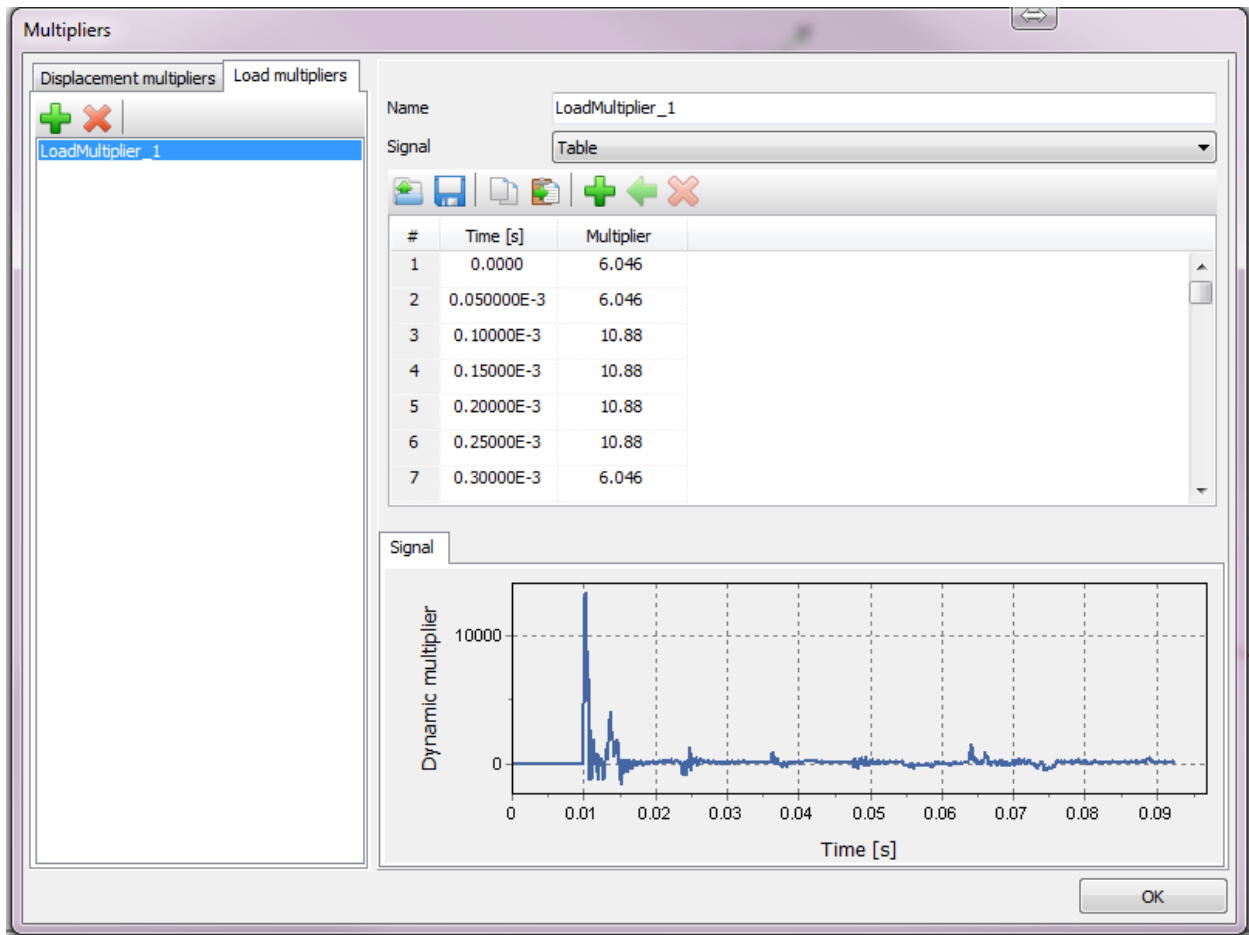 Multipliers
Displacement multipliers Load multipliers
LoadMultiplier_1
Name LoadMultiplier_1
Signal Table
# Time [s] Multiplier
1 0.0000 6.046
2 0.050000E-3 6.046
3 0.10000E-3 10.88
4 0.15000E-3 10.88
5 0.20000E-3 10.88
6 0.25000E-3 10.88
7 0.30000E-3 6.046
Signal
Dynamic multiplier
10000
0
0 0.01 0.02 0.03 0.04 0.05 0.06 0.07 0.08 0.09
Time [s]
OK